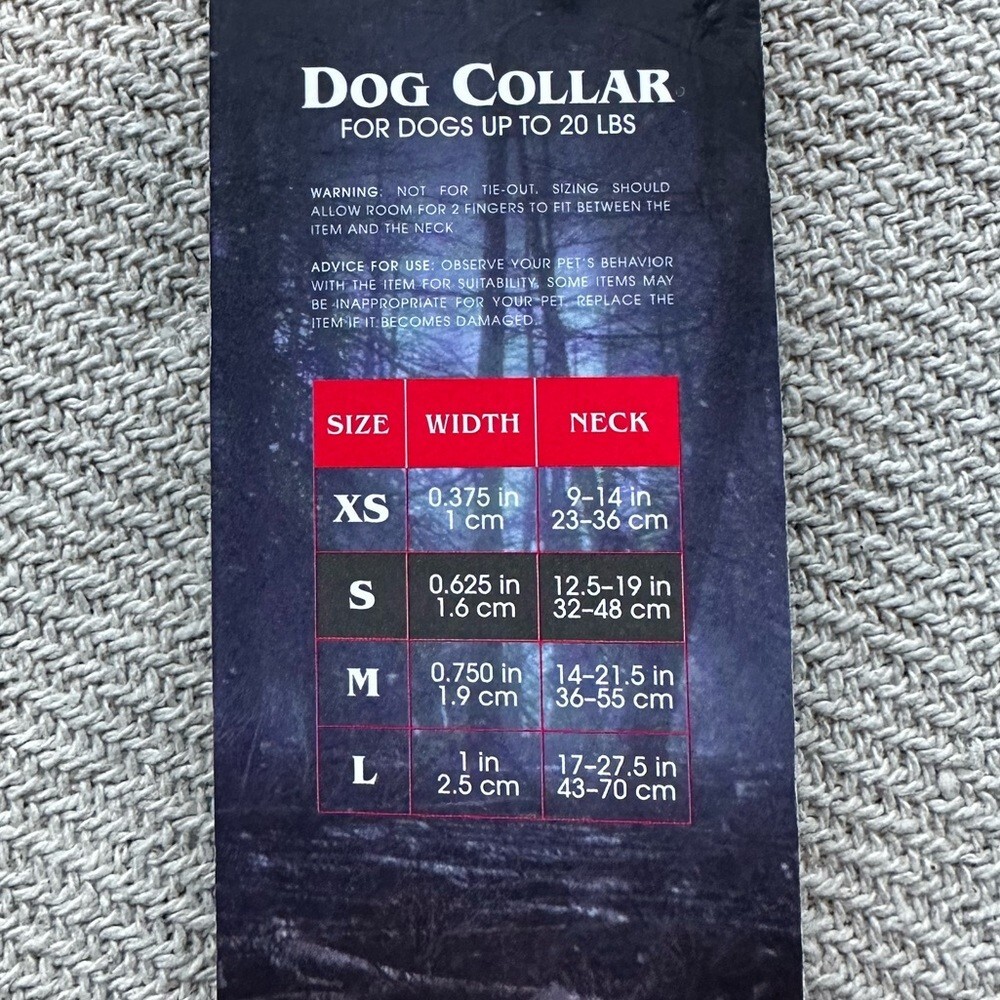 DOG COLLAR
FOR DOGS UP TO 20 LBS
WARNING: NOT FOR TIE-OUT. SIZING SHOULD
ALLOW ROOM FOR 2 FINGERS TO FIT BETWEEN THE
ITEM AND THE NECK
ADVICE FOR USE: OBSERVE YOUR PET'S BEHAVIOR
WITH THE ITEM FOR SUITABILITY. SOME ITEMS MAY
BE INAPPROPRIATE FOR YOUR PET. REPLACE THE
ITEM IF IT BECOMES DAMAGED.
SIZE WIDTH NECK
XS 0.375 in 9-14 in
1 cm 23-36 cm
S 0.625 in 12.5-19 in
1.6 cm 32-48 cm
M 0.750 in 14-21.5 in
1.9 cm 36-55 cm
L 1 in 17-27.5 in
2.5 cm 43-70 cm